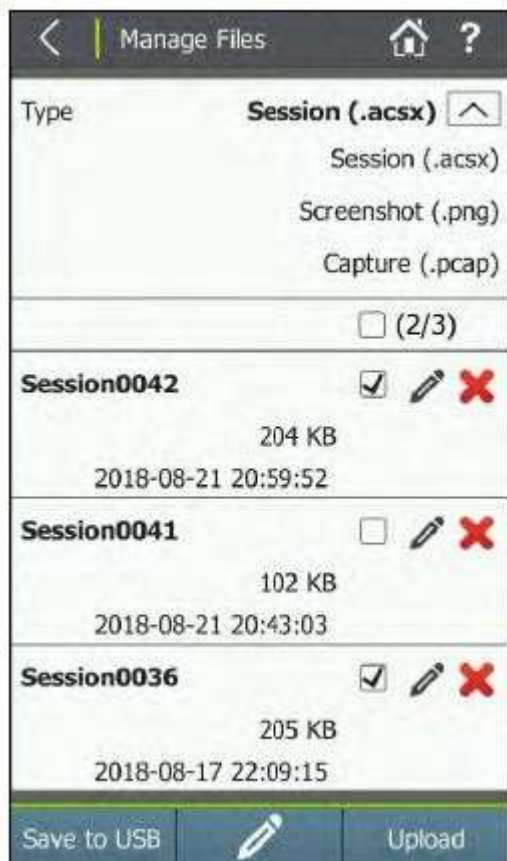 Manage Files ?
Type Session (.acsx)
Session (.acsx)
Screenshot (.png)
Capture (.pcap)
(2/3)
Session0042
204 KB
2018-08-21 20:59:52
Session0041
102 KB
2018-08-21 20:43:03
Session0036
205 KB
2018-08-17 22:09:15
Save to USB Upload